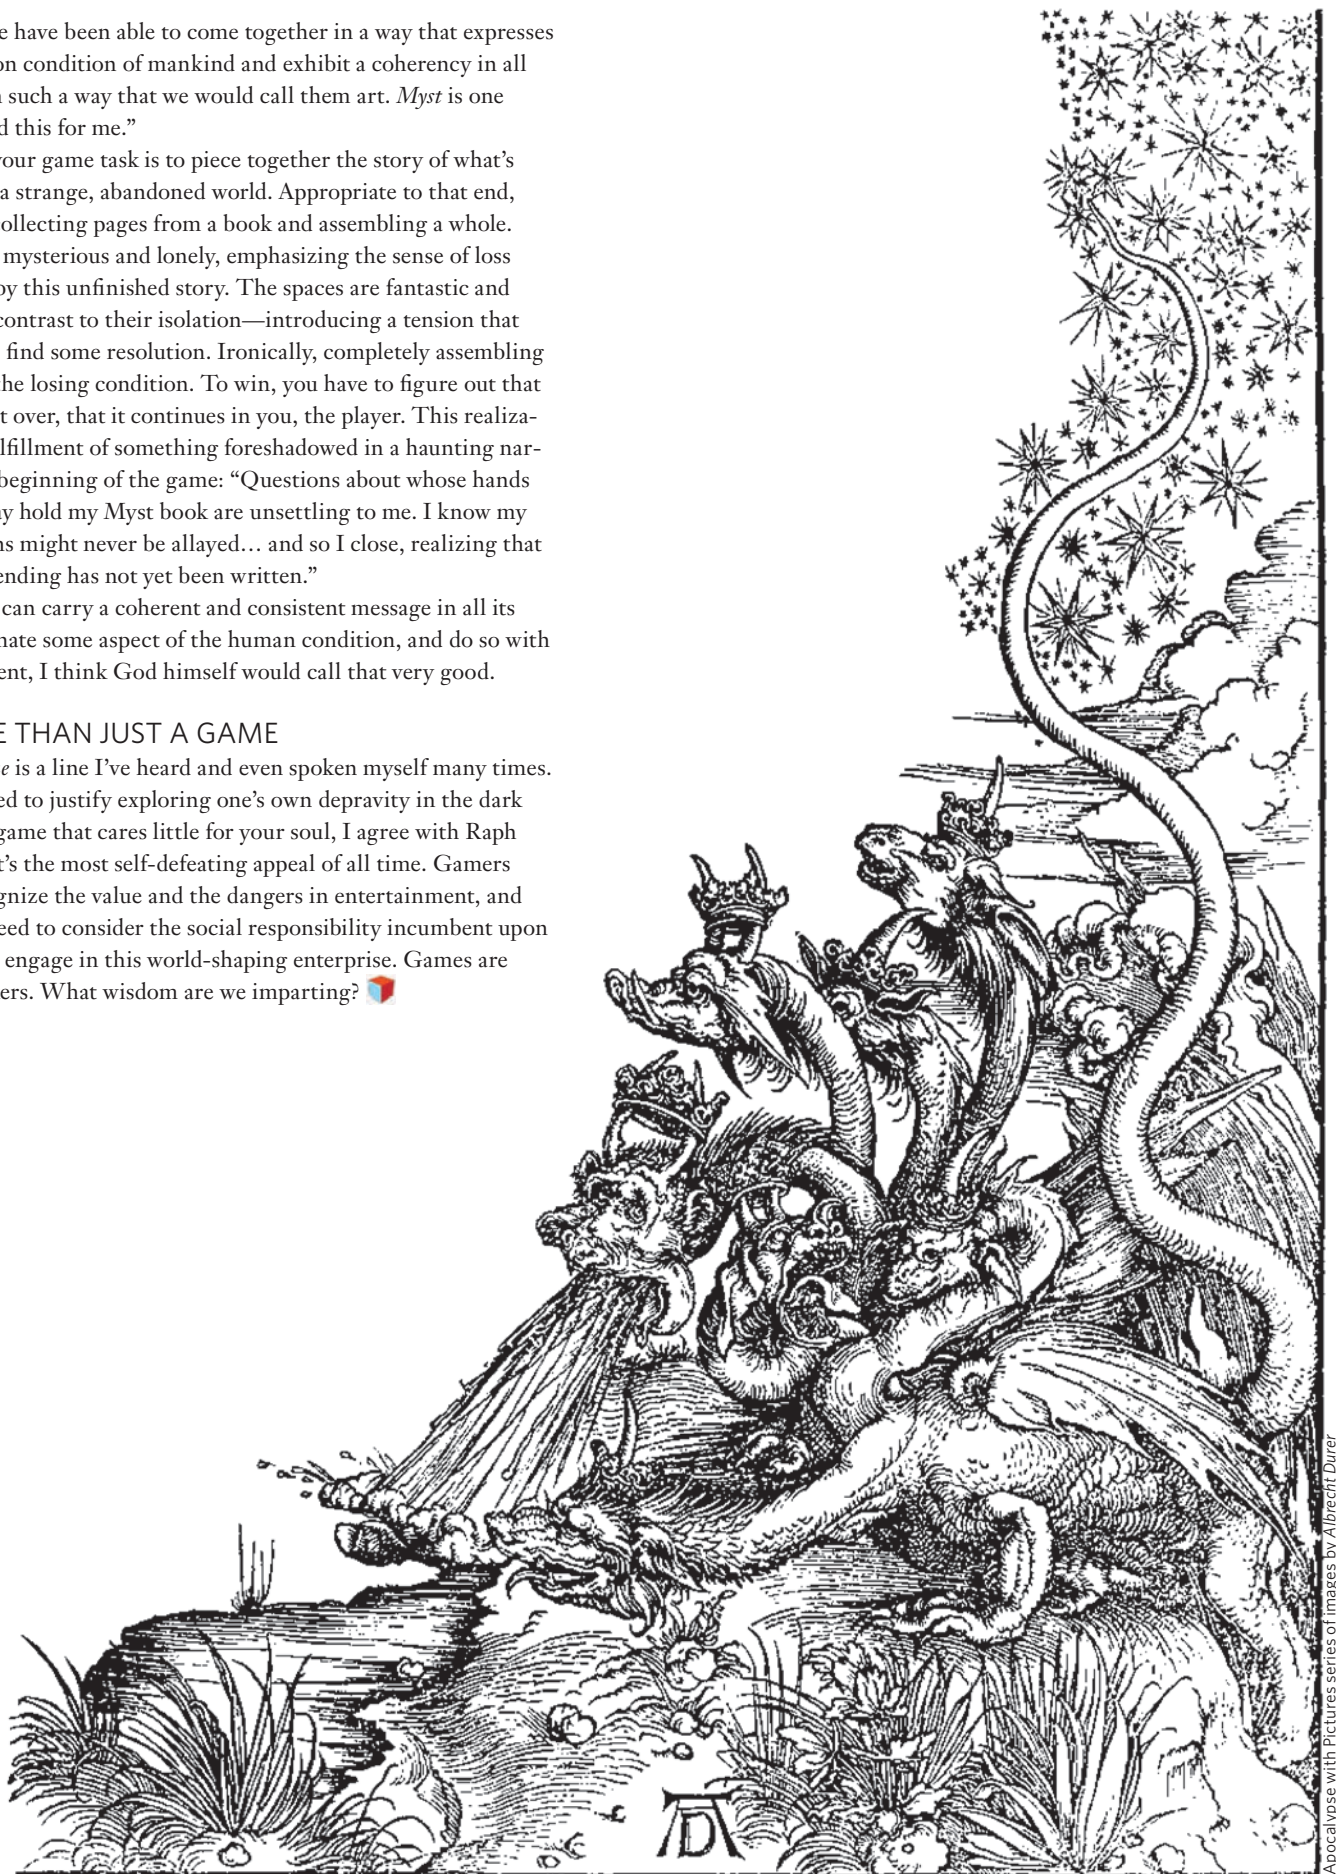 e have been able to come together in a way that expresses
on condition of mankind and exhibit a coherency in all
such a way that we would call them art. Myst is one
d this for me.”
your game task is to piece together the story of what’s
a strange, abandoned world. Appropriate to that end,
ollecting pages from a book and assembling a whole.
mysterious and lonely, emphasizing the sense of loss
by this unfinished story. The spaces are fantastic and
contrast to their isolation—introducing a tension that
find some resolution. Ironically, completely assembling
the losing condition. To win, you have to figure out that
t over, that it continues in you, the player. This realiza-
lfillment of something foreshadowed in a haunting nar-
beginning of the game: “Questions about whose hands
y hold my Myst book are unsettling to me. I know my
ns might never be allayed… and so I close, realizing that
ending has not yet been written.”
can carry a coherent and consistent message in all its
nate some aspect of the human condition, and do so with
ent, I think God himself would call that very good.
E THAN JUST A GAME
e is a line I’ve heard and even spoken myself many times.
ed to justify exploring one’s own depravity in the dark
game that cares little for your soul, I agree with Raph
t’s the most self-defeating appeal of all time. Gamers
gnize the value and the dangers in entertainment, and
eed to consider the social responsibility incumbent upon
engage in this world-shaping enterprise. Games are
ers. What wisdom are we imparting?
AD
pocalypse with Pictures series of images by Albrecht Durer